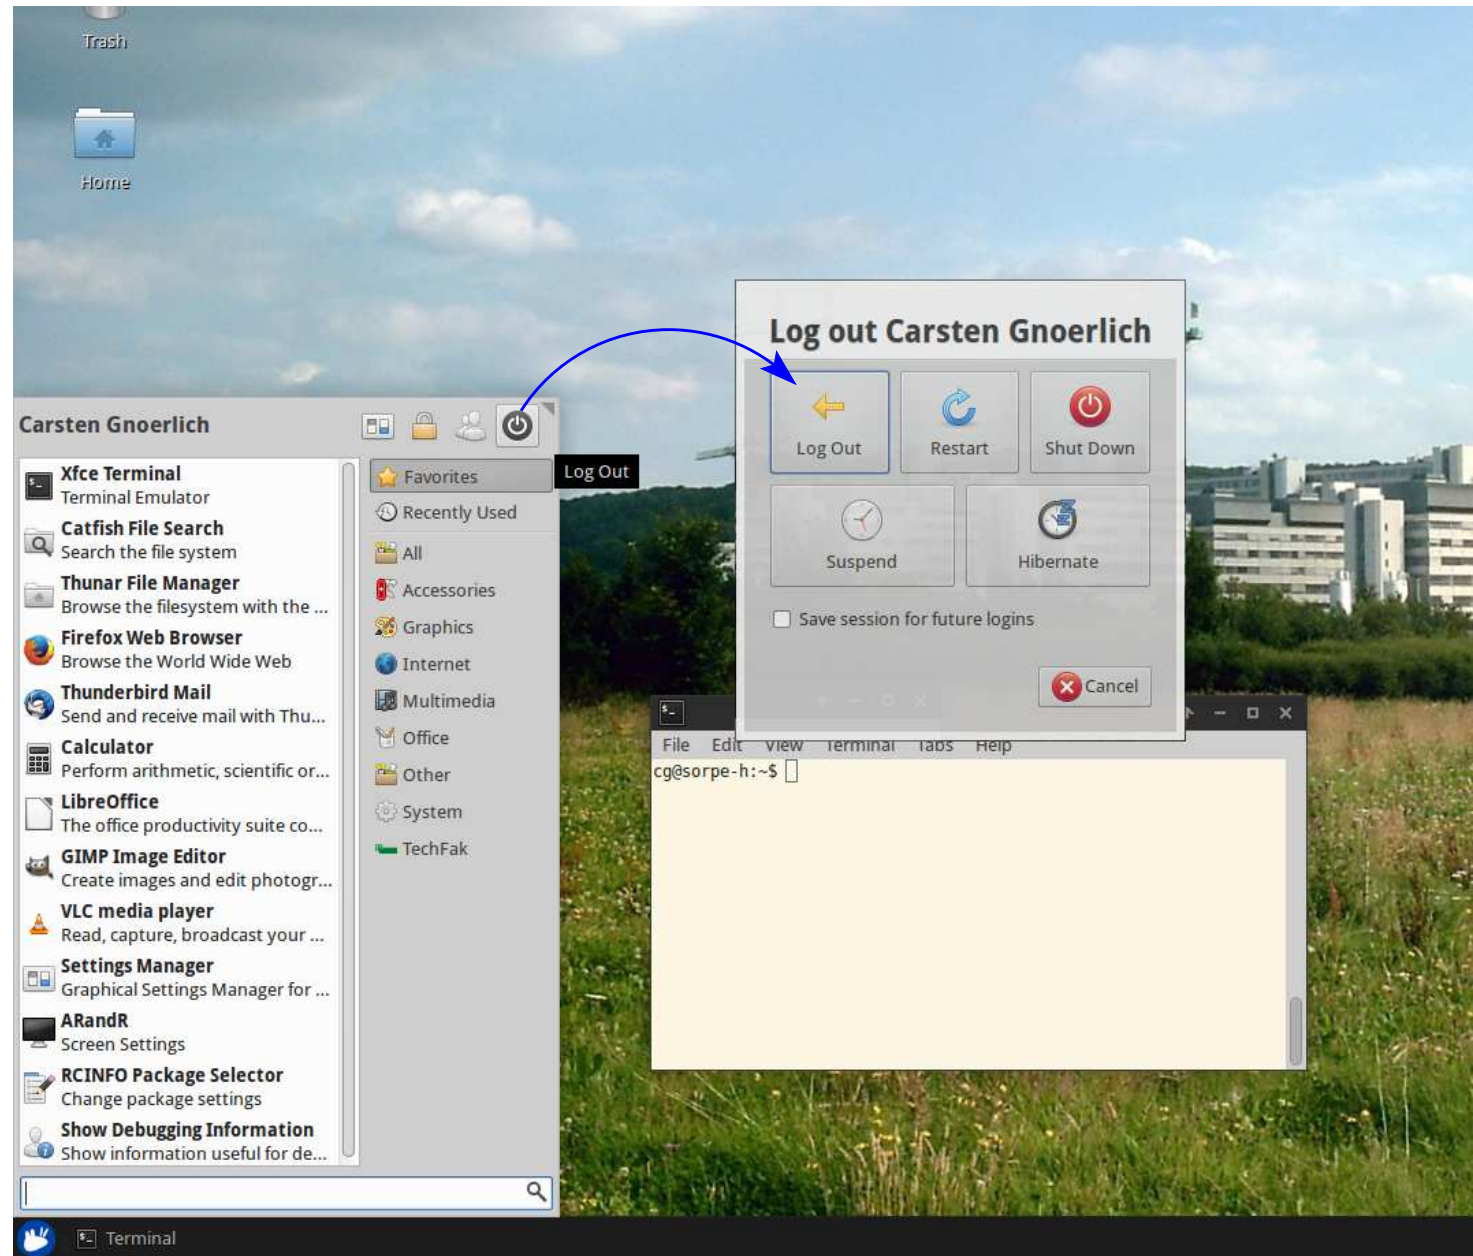 Trash
Home
Carsten Gnoerlich
Xfce Terminal
Terminal Emulator
Catfish File Search
Search the file system
Thunar File Manager
Browse the filesystem with the ...
Firefox Web Browser
Browse the World Wide Web
Thunderbird Mail
Send and receive mail with Thu...
Calculator
Perform arithmetic, scientific or...
LibreOffice
The office productivity suite co...
GIMP Image Editor
Create images and edit photogr...
VLC media player
Read, capture, broadcast your ...
Settings Manager
Graphical Settings Manager for ...
ARandR
Screen Settings
RCINFO Package Selector
Change package settings
Show Debugging Information
Show information useful for de...
Favorites
Recently Used
All
Accessories
Graphics
Internet
Multimedia
Office
Other
System
TechFak
Log Out
Log out Carsten Gnoerlich
Log Out Restart Shut Down
Suspend Hibernate
Save session for future logins
Cancel
File Edit View Terminal Tabs Help
cg@sorpe-h:~$
Terminal